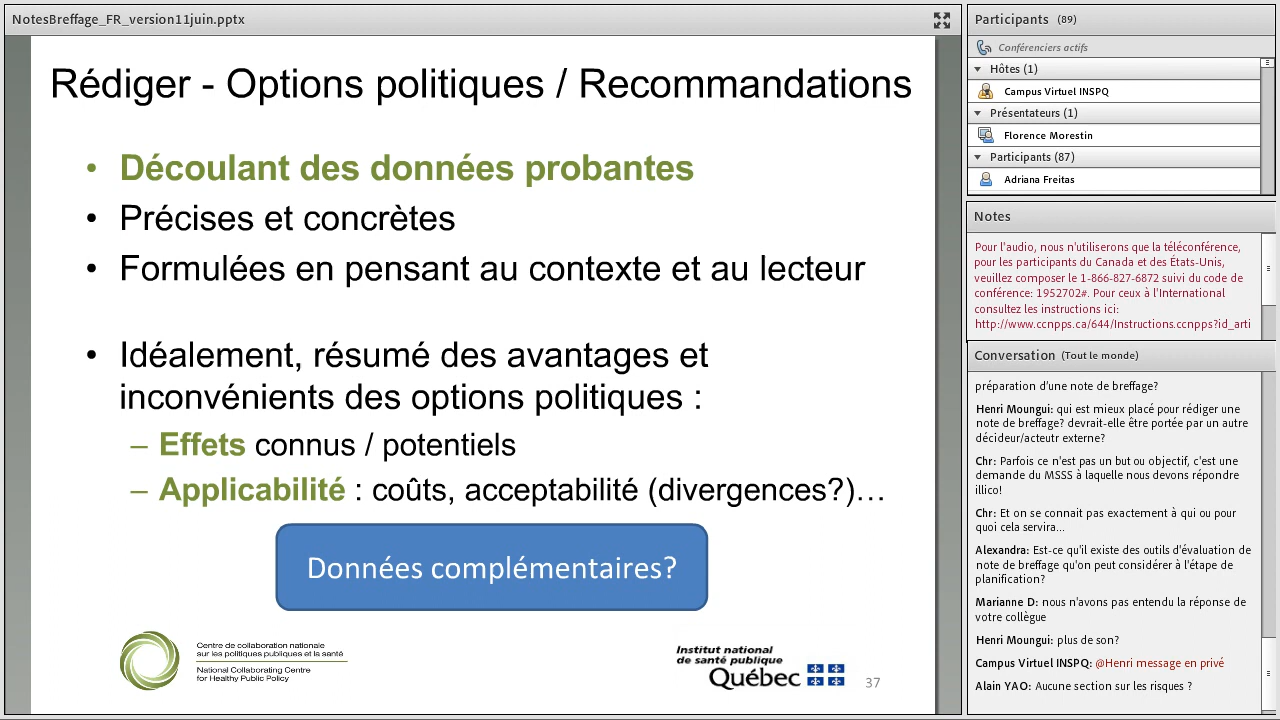 NotesBreffage_FR_version11juin.pptx
Rédiger - Options politiques / Recommandations
• Découlant des données probantes
• Précises et concrètes
• Formulées en pensant au contexte et au lecteur
• Idéalement, résumé des avantages et
inconvénients des options politiques :
– Effets connus / potentiels
– Applicabilité : coûts, acceptabilité (divergences?)…
Données complémentaires?
Centre de collaboration nationale
sur les politiques publiques et la santé
National Collaborating Centre
for Healthy Public Policy
Institut national
de santé publique
Québec
37
Participants (89)
Conférenciers actifs
Hôtes (1)
Campus Virtuel INSPQ
Présentateurs (1)
Florence Morestin
Participants (87)
Adriana Freitas
Notes
Pour l'audio, nous n'utiliserons que la téléconférence,
pour les participants du Canada et des États-Unis,
veuillez composer le 1-866-827-6872 suivi du code de
conférence: 1952702#. Pour ceux à l'International
consultez les instructions ici:
http://www.ccnpps.ca/644/Instructions.ccnpps?id_arti
Conversation (Tout le monde)
préparation d'une note de breffage?
Henri Moungui: qui est mieux placé pour rédiger une
note de breffage? devrait-elle être portée par un autre
décideur/acteutr externe?
Chr: Parfois ce n'est pas un but ou objectif, c'est une
demande du MSSS à laquelle nous devons répondre
illico!
Chr: Et on se connait pas exactement à qui ou pour
quoi cela servira...
Alexandra: Est-ce qu'il existe des outils d'évaluation de
note de breffage qu'on peut considérer à l'étape de
planification?
Marianne D: nous n'avons pas entendu la réponse de
votre collègue
Henri Moungui: plus de son?
Campus Virtuel INSPQ: @Henri message en privé
Alain YAO: Aucune section sur les risques ?